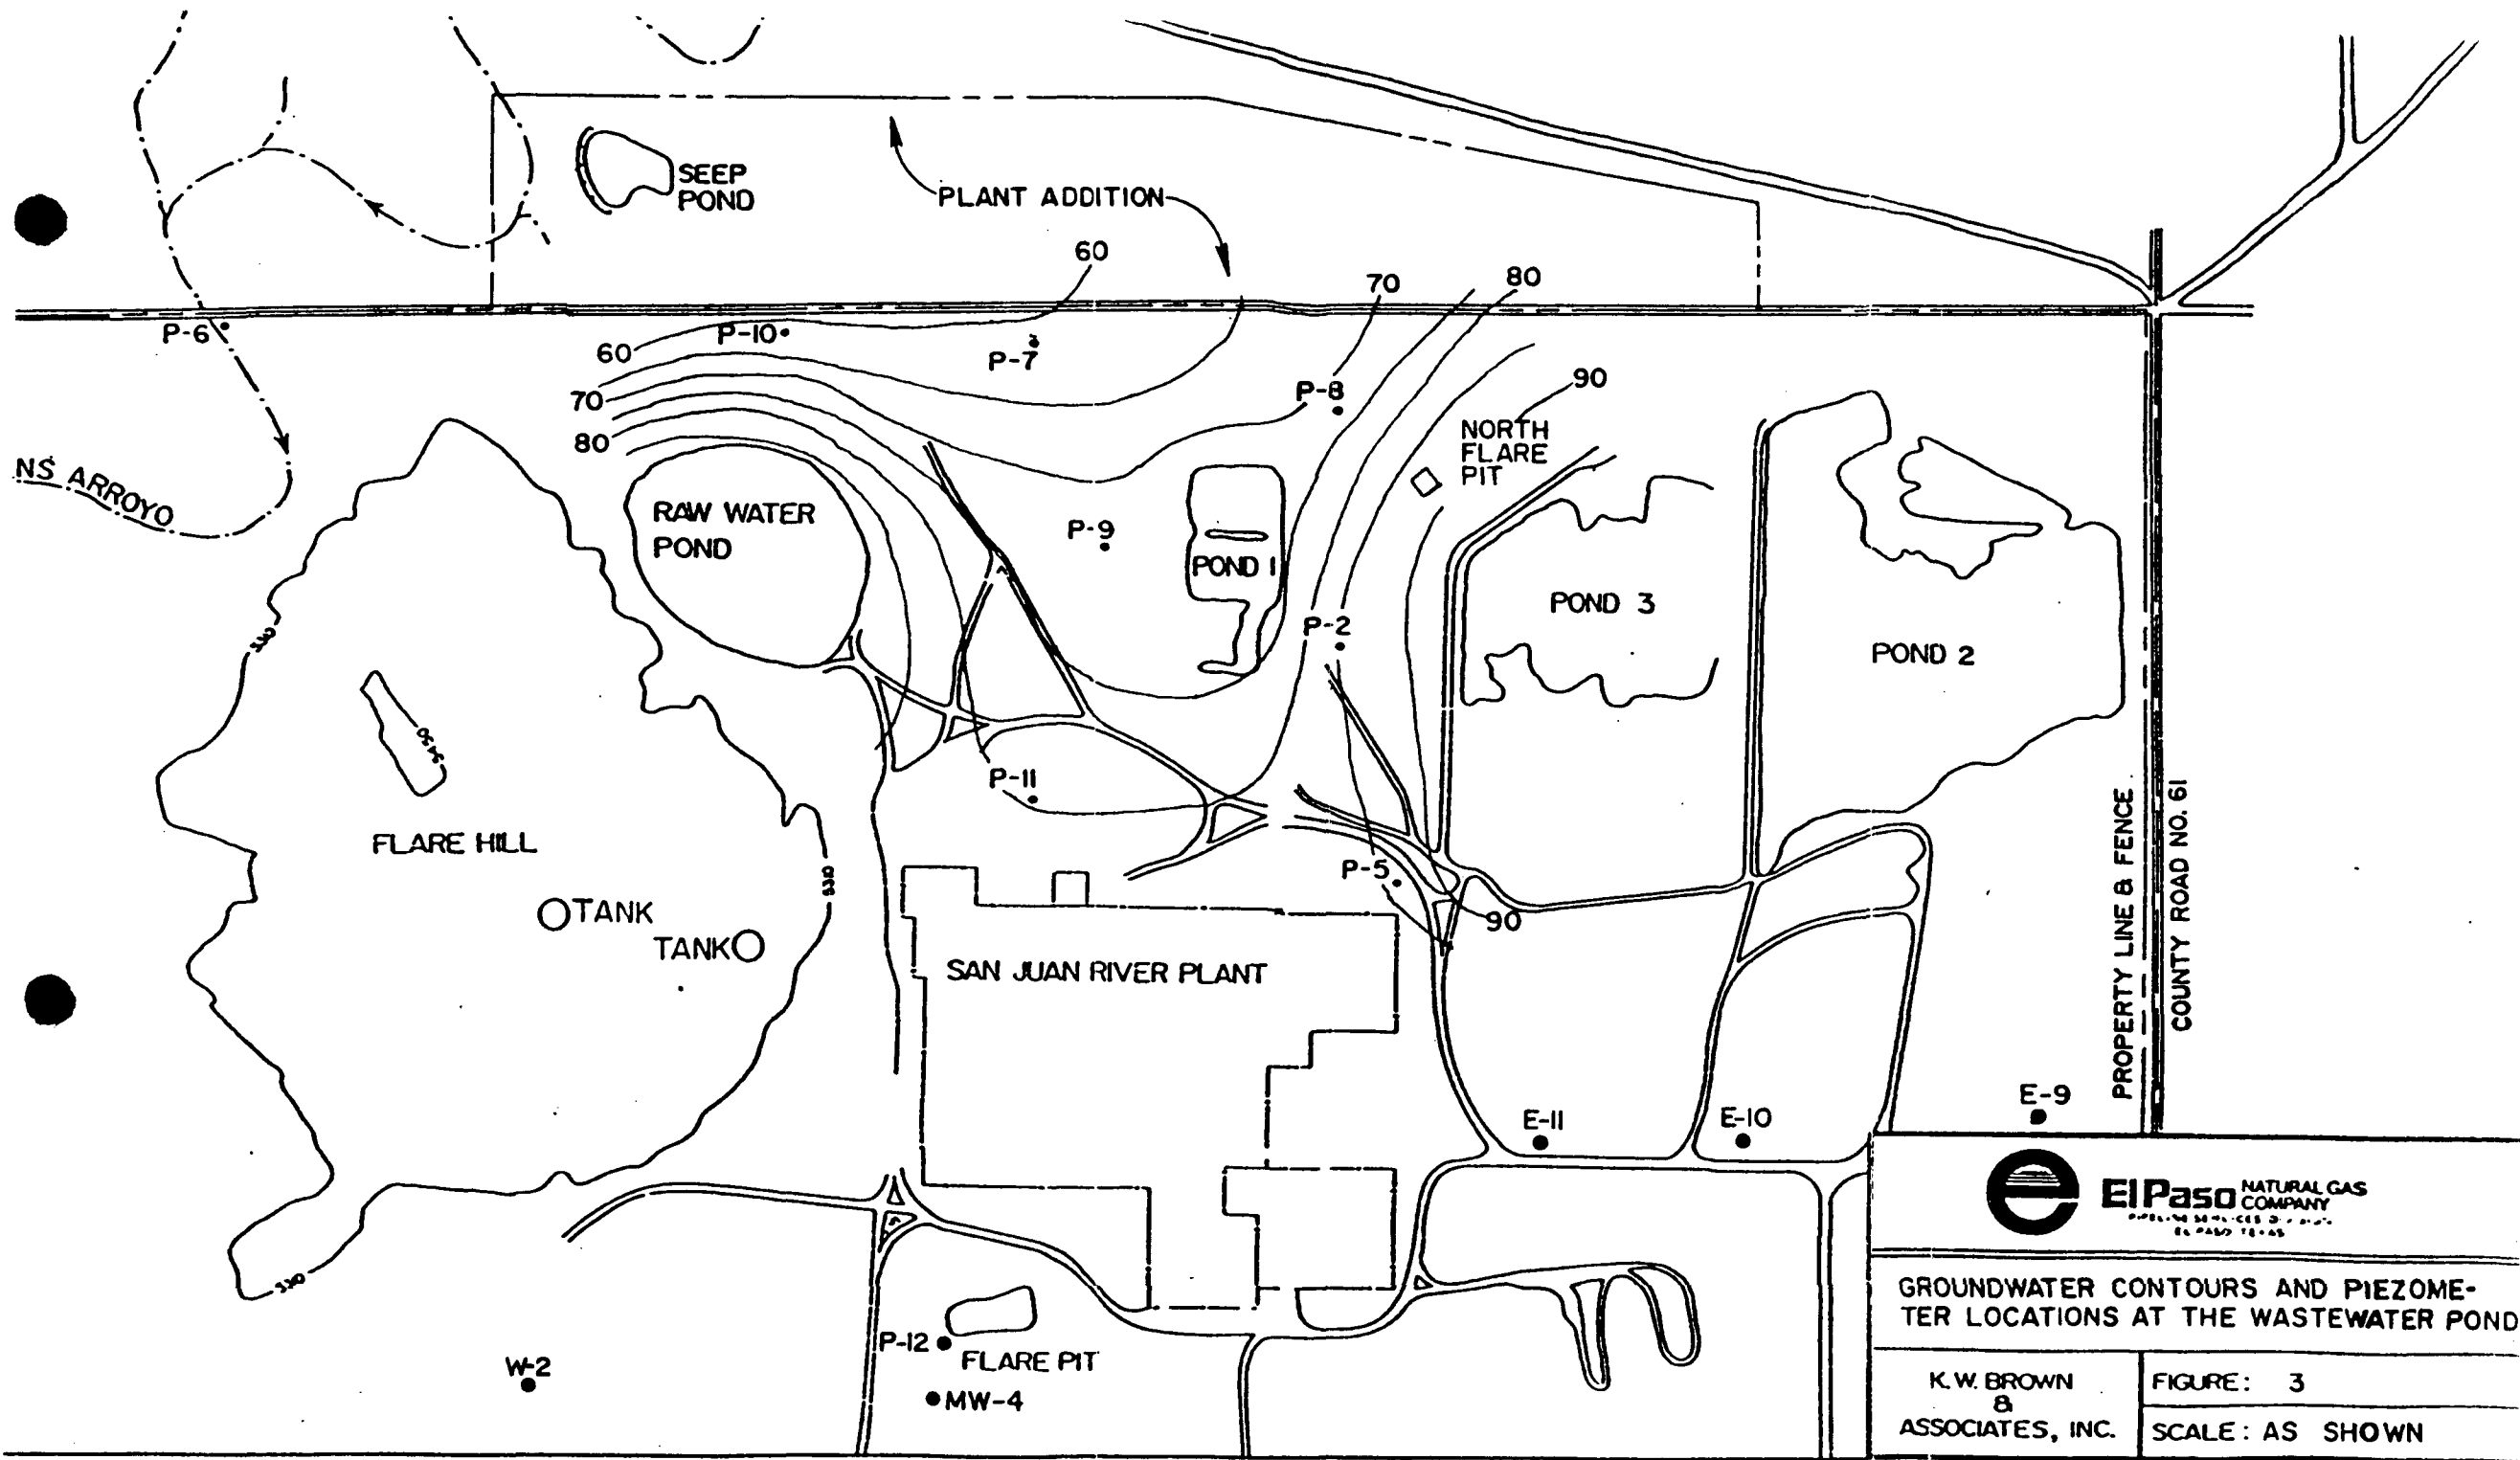 SEEP
POND
PLANT ADDITION
60
70
80
P-6
P-10
P-7
60
70
80
P-8
90
NORTH
FLARE
PIT
NS ARROYO
RAW WATER
POND
P-9
POND 1
POND 3
P-2
POND 2
P-11
FLARE HILL
P-5
90
TANK
TANK
SAN JUAN RIVER PLANT
PROPERTY LINE & FENCE
COUNTY ROAD NO. 61
E-11
E-10
E-9
P-12
FLARE PIT
W-2
MW-4
El Paso NATURAL GAS
COMPANY
GROUNDWATER CONTOURS AND PIEZOME-
TER LOCATIONS AT THE WASTEWATER POND
K.W. BROWN
&
ASSOCIATES, INC.
FIGURE: 3
SCALE: AS SHOWN